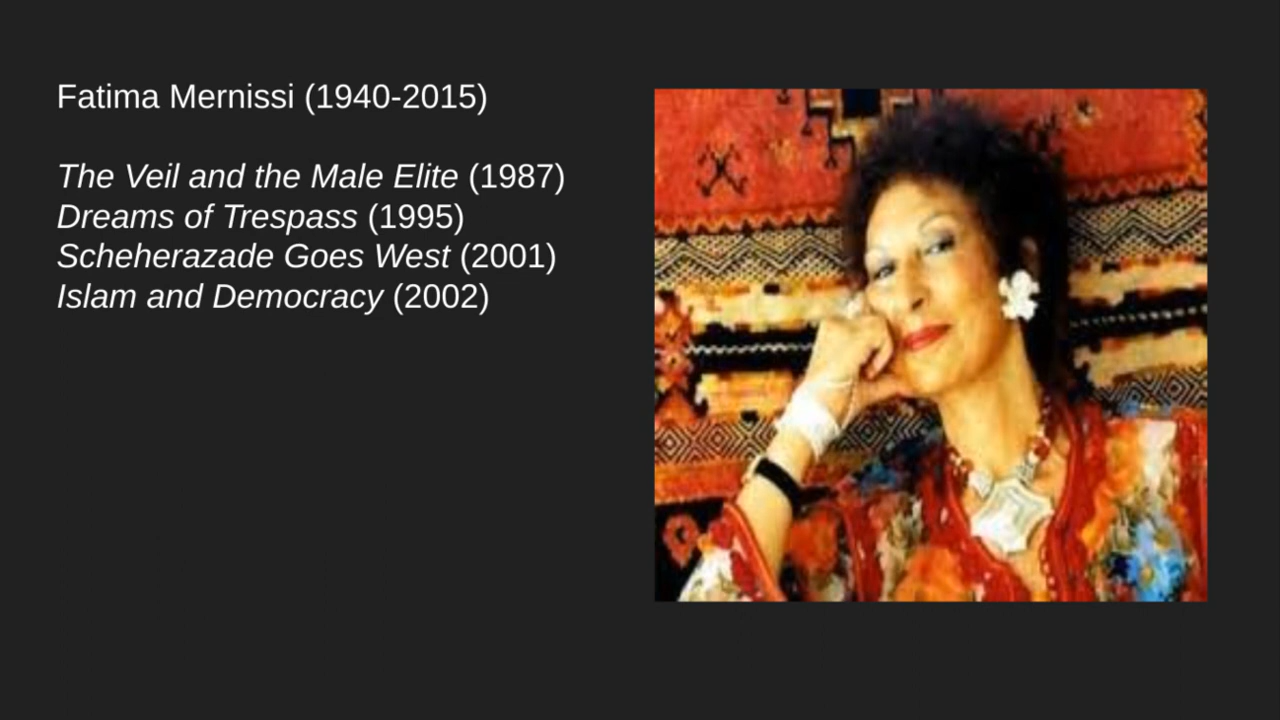 Fatima Mernissi (1940-2015)
The Veil and the Male Elite (1987)
Dreams of Trespass (1995)
Scheherazade Goes West (2001)
Islam and Democracy (2002)